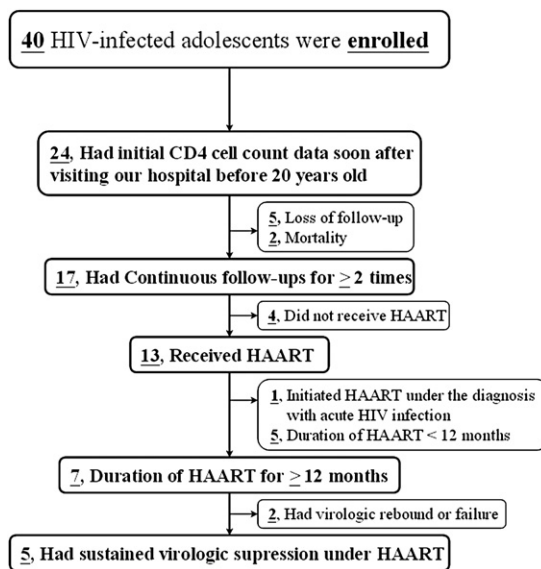 40 HIV-infected adolescents were enrolled
24, Had initial CD4 cell count data soon after
visiting our hospital before 20 years old
5, Loss of follow-up
2, Mortality
17, Had Continuous follow-ups for ≥ 2 times
4, Did not receive HAART
13, Received HAART
1, Initiated HAART under the diagnosis
with acute HIV infection
5, Duration of HAART < 12 months
7, Duration of HAART for ≥ 12 months
2, Had virologic rebound or failure
5, Had sustained virologic supression under HAART